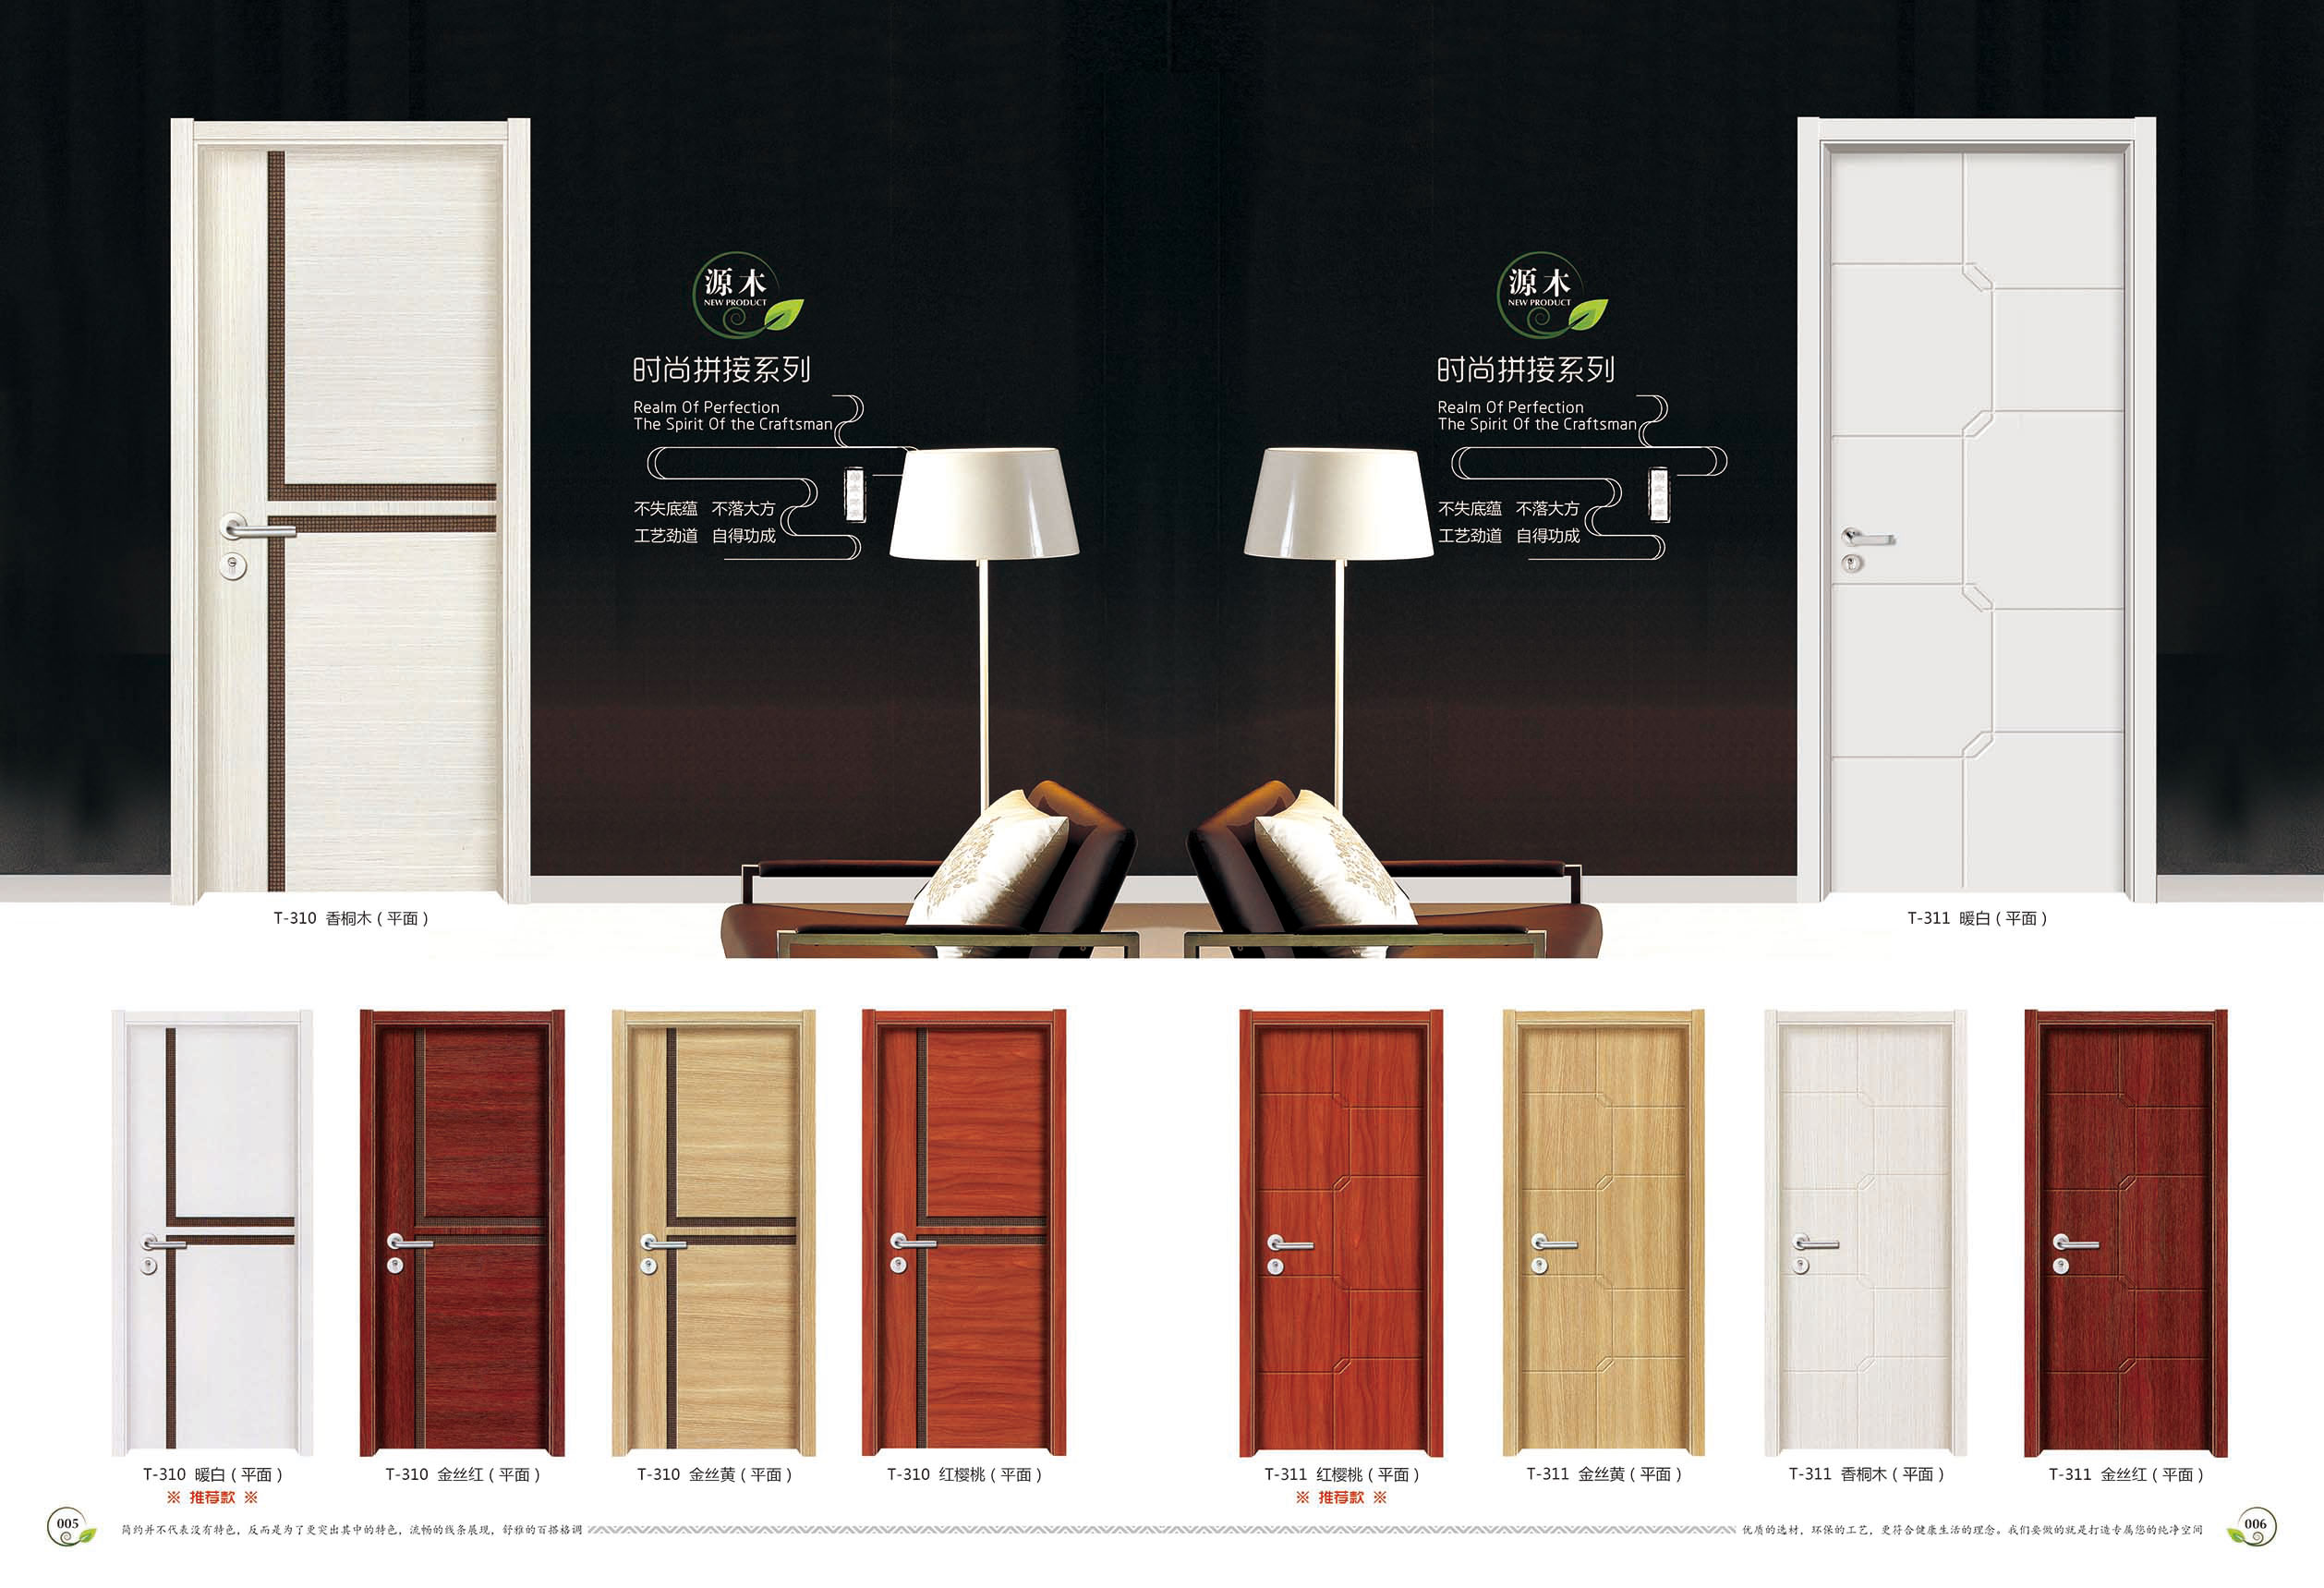 源木
NEW PRODUCT
时尚拼接系列
Realm Of Perfection
The Spirit Of the Craftsman
不失底蕴 不落大方
工艺劲道 自得功成
T-310 香桐木（平面）
源木
NEW PRODUCT
时尚拼接系列
Realm Of Perfection
The Spirit Of the Craftsman
不失底蕴 不落大方
工艺劲道 自得功成
T-311 暖白（平面）
T-310 暖白（平面）
※ 推荐款 ※
T-310 金丝红（平面）
T-310 金丝黄（平面）
T-310 红樱桃（平面）
T-311 红樱桃（平面）
※ 推荐款 ※
T-311 金丝黄（平面）
T-311 香桐木（平面）
T-311 金丝红（平面）
005
简约并不代表没有特色，反而是为了更突出其中的特色，流畅的线条展现，舒雅的百搭格调
优质的选材，环保的工艺，更符合健康生活的理念。我们要做的就是打造专属您的纯净空间
006